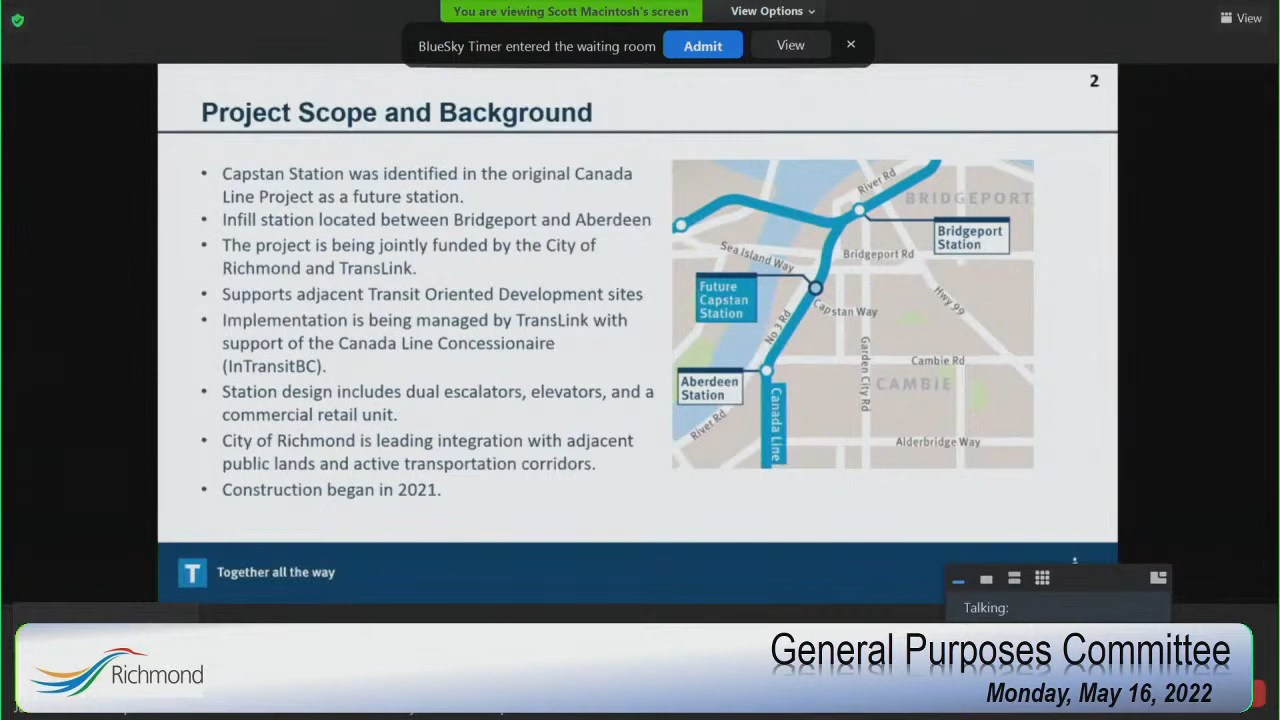 You are viewing Scott Macintosh's screen
View Options
View
BlueSky Timer entered the waiting room
Admit
View
2
Project Scope and Background
• Capstan Station was identified in the original Canada
Line Project as a future station.
• Infill station located between Bridgeport and Aberdeen
• The project is being jointly funded by the City of
Richmond and TransLink.
• Supports adjacent Transit Oriented Development sites
• Implementation is being managed by TransLink with
support of the Canada Line Concessionaire
(InTransitBC).
• Station design includes dual escalators, elevators, and a
commercial retail unit.
• City of Richmond is leading integration with adjacent
public lands and active transportation corridors.
• Construction began in 2021.
River Rd
BRIDGEPORT
Bridgeport
Station
Sea Island Way
Bridgeport Rd
Future
Capstan
Station
Hwy 99
Capstan Way
No 3 Rd
Garden City Rd
Cambie Rd
Aberdeen
Station
CAMBIE
Canada Line
River Rd
Alderbridge Way
T
Together all the way
Talking:
Richmond
General Purposes Committee
Monday, May 16, 2022